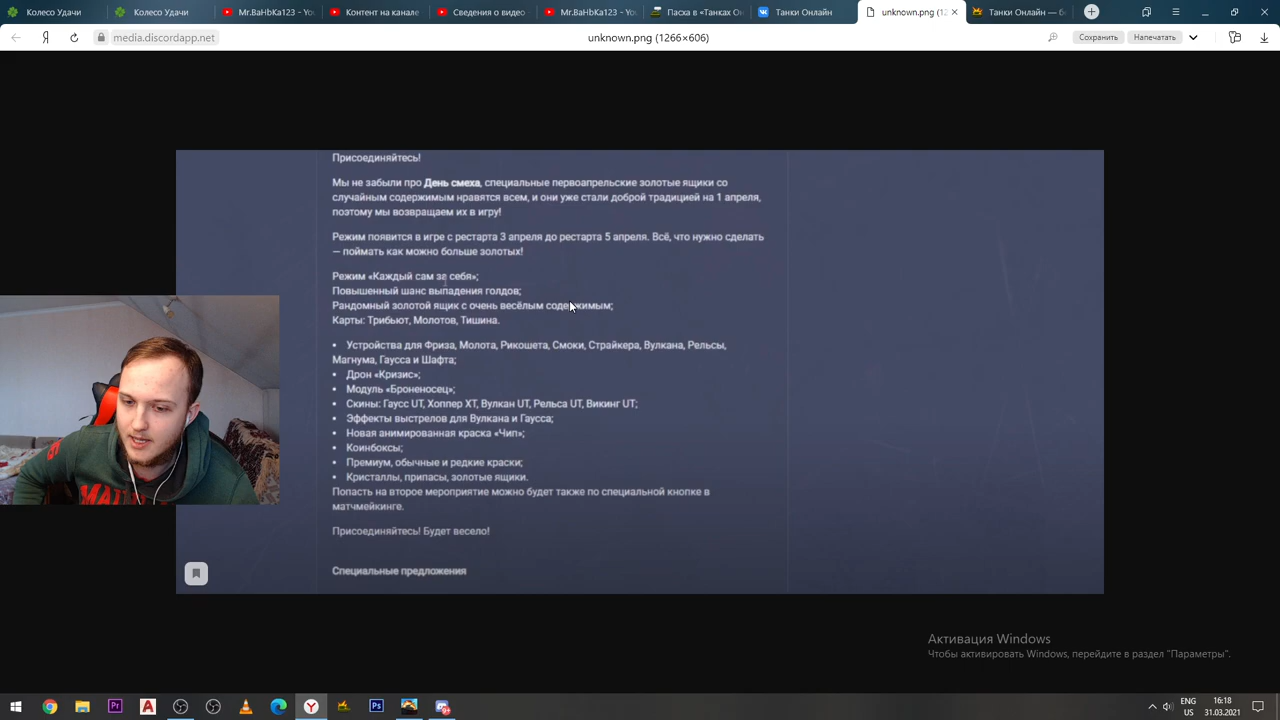 Колесо Удачи
Колесо Удачи
Mr.BaHbKa123 - You
Контент на канале
Сведения о видео
Mr.BaHbKa123 - You
Пасха в «Танках Он
Танки Онлайн
unknown.png (12
Танки Онлайн — бе
media.discordapp.net
unknown.png (1266×606)
Сохранить
Напечатать
Присоединяйтесь!
Мы не забыли про День смеха, специальные первоапрельские золотые ящики со
случайным содержимым нравятся всем, и они уже стали доброй традицией на 1 апреля,
поэтому мы возвращаем их в игру!
Режим появится в игре с рестарта 3 апреля до рестарта 5 апреля. Всё, что нужно сделать
— поймать как можно больше золотых!
Режим «Каждый сам за себя»;
Повышенный шанс выпадения голдов;
Рандомный золотой ящик с очень весёлым содержимым;
Карты: Трибьют, Молотов, Тишина.
• Устройства для Фриза, Молота, Рикошета, Смоки, Страйкера, Вулкана, Рельсы,
Магнума, Гаусса и Шафта;
• Дрон «Кризис»;
• Модуль «Броненосец»;
• Скины: Гаусс UT, Хоппер XT, Вулкан UT, Рельса UT, Викинг UT;
• Эффекты выстрелов для Вулкана и Гаусса;
• Новая анимированная краска «Чип»;
• Коинбоксы;
• Премиум, обычные и редкие краски;
• Кристаллы, припасы, золотые ящики.
Попасть на второе мероприятие можно будет также по специальной кнопке в
матчмейкинге.
Присоединяйтесь! Будет весело!
Специальные предложения
Активация Windows
Чтобы активировать Windows, перейдите в раздел "Параметры".
ENG
US
16:18
31.03.2021